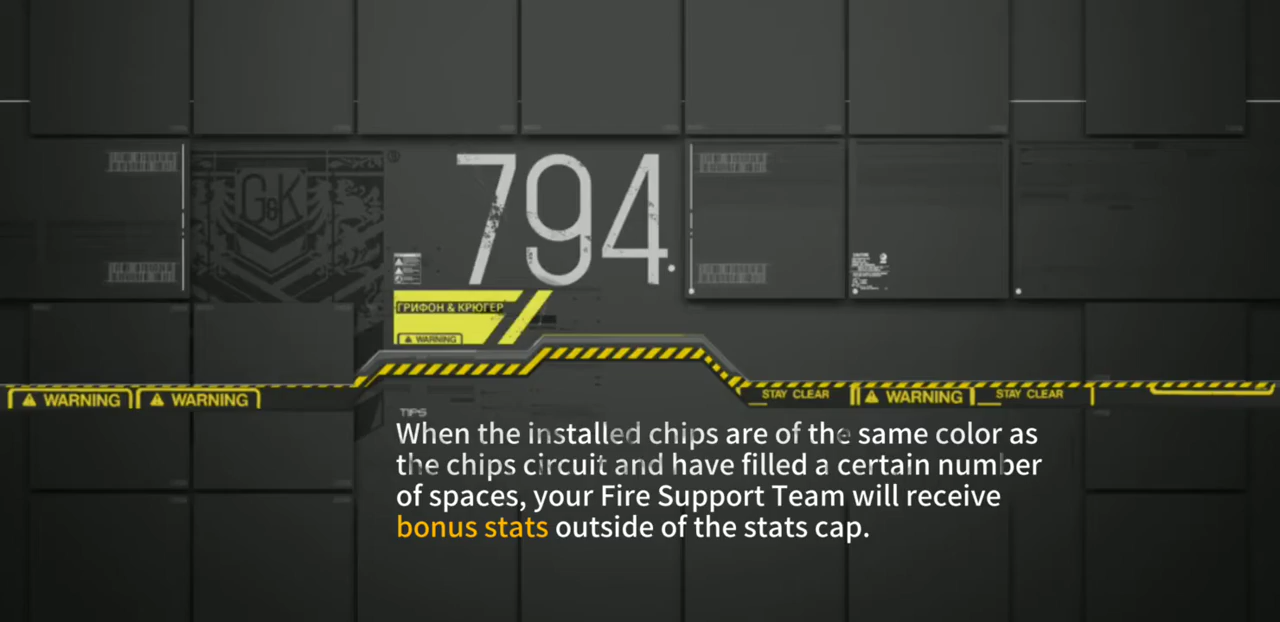 G&K
794.
ГРИФОН & КРЮГЕР
WARNING
WARNING
WARNING
STAY CLEAR
WARNING
STAY CLEAR
TIPS
When the installed chips are of the same color as
the chips circuit and have filled a certain number
of spaces, your Fire Support Team will receive
bonus stats outside of the stats cap.